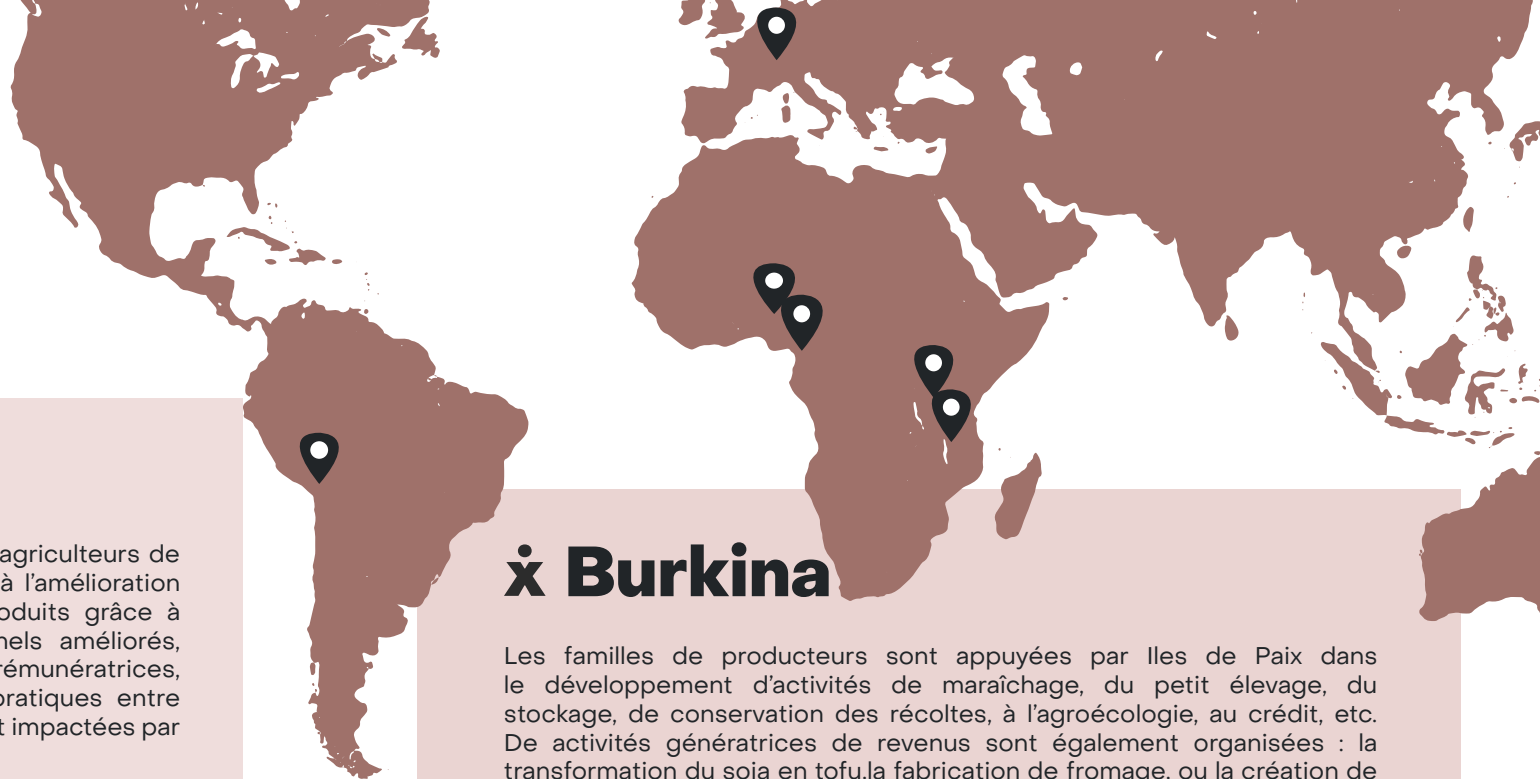 agriculteurs de
à l’amélioration
oduits grâce à
nels améliorés,
rémunératrices,
pratiques entre
t impactées par
ẋ Burkina
Les familles de producteurs sont appuyées par Iles de Paix dans
le développement d’activités de maraîchage, du petit élevage, du
stockage, de conservation des récoltes, à l’agroécologie, au crédit, etc.
De activités génératrices de revenus sont également organisées : la
transformation du soja en tofu,la fabrication de fromage, ou la création de